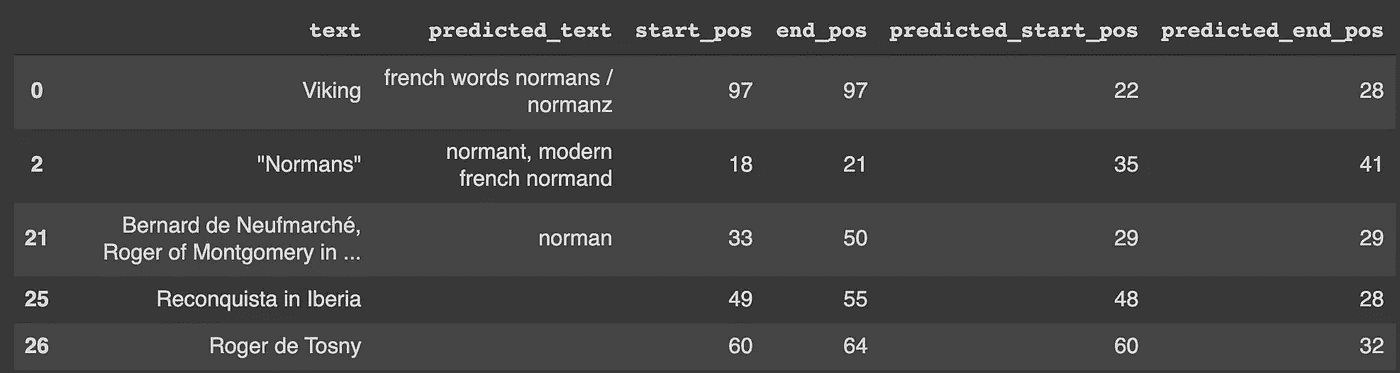 text predicted_text start_pos end_pos predicted_start_pos predicted_end_pos
0 Viking french words normans / normanz 97 97 22 28
2 "Normans" normant, modern french normand 18 21 35 41
21 Bernard de Neufmarché, Roger of Montgomery in ... norman 33 50 29 29
25 Reconquista in Iberia 49 55 48 28
26 Roger de Tosny 60 64 60 32